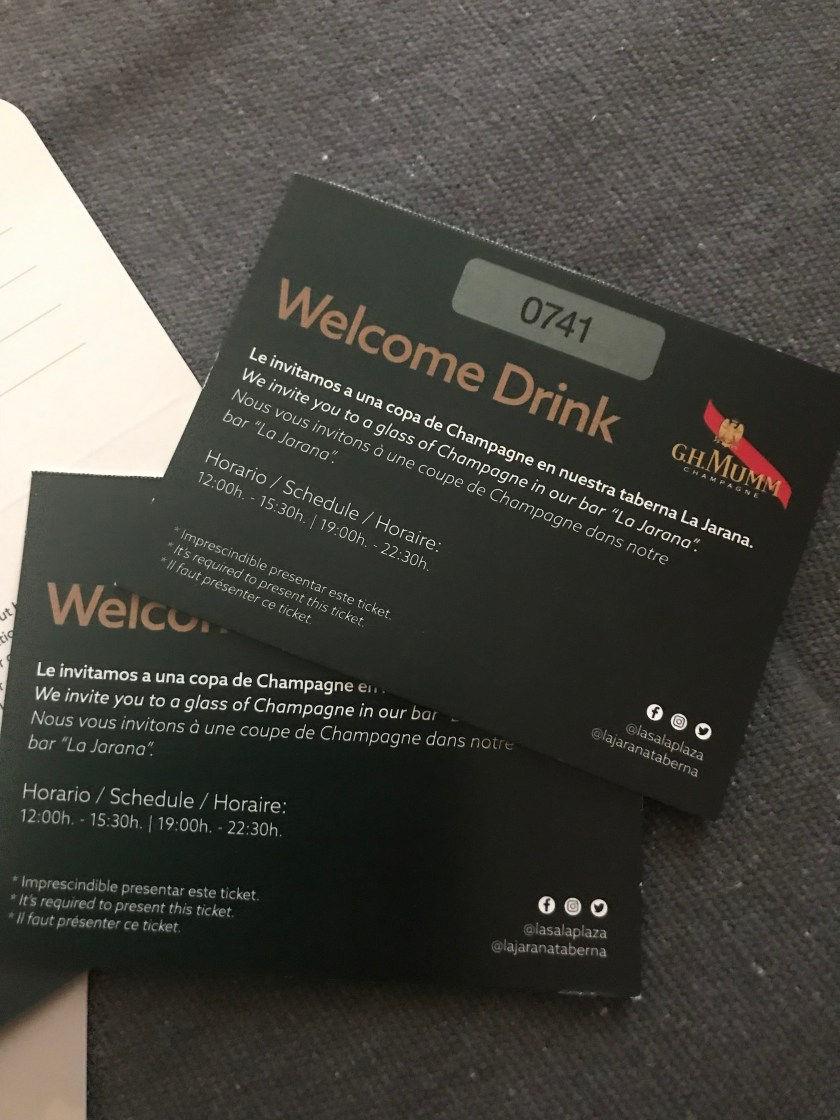 0741
Welcome Drink
Le invitamos a una copa de Champagne en nuestra taberna La Jarana.
We invite you to a glass of Champagne in our bar "La Jarana".
Nous vous invitons à une coupe de Champagne dans notre
bar "La Jarana".
G.H.MUMM
CHAMPAGNE
Horario / Schedule / Horaire:
12:00h. - 15:30h. | 19:00h. - 22:30h.
* Imprescindible presentar este ticket.
* It's required to present this ticket.
* Il faut présenter ce ticket.
@lasalaplaza
@lajaranataberna
Le invitamos a una copa de Champagne en
We invite you to a glass of Champagne in our bar
Nous vous invitons à une coupe de Champagne dans notre
bar "La Jarana".
Horario / Schedule / Horaire:
12:00h. - 15:30h. | 19:00h. - 22:30h.
* Imprescindible presentar este ticket.
* It's required to present this ticket.
* Il faut présenter ce ticket.
@lasalaplaza
@lajaranataberna